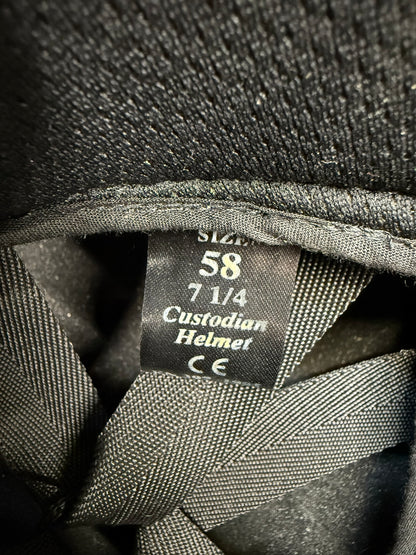 SIZE:
58
7 1/4
Custodian
Helmet
CE